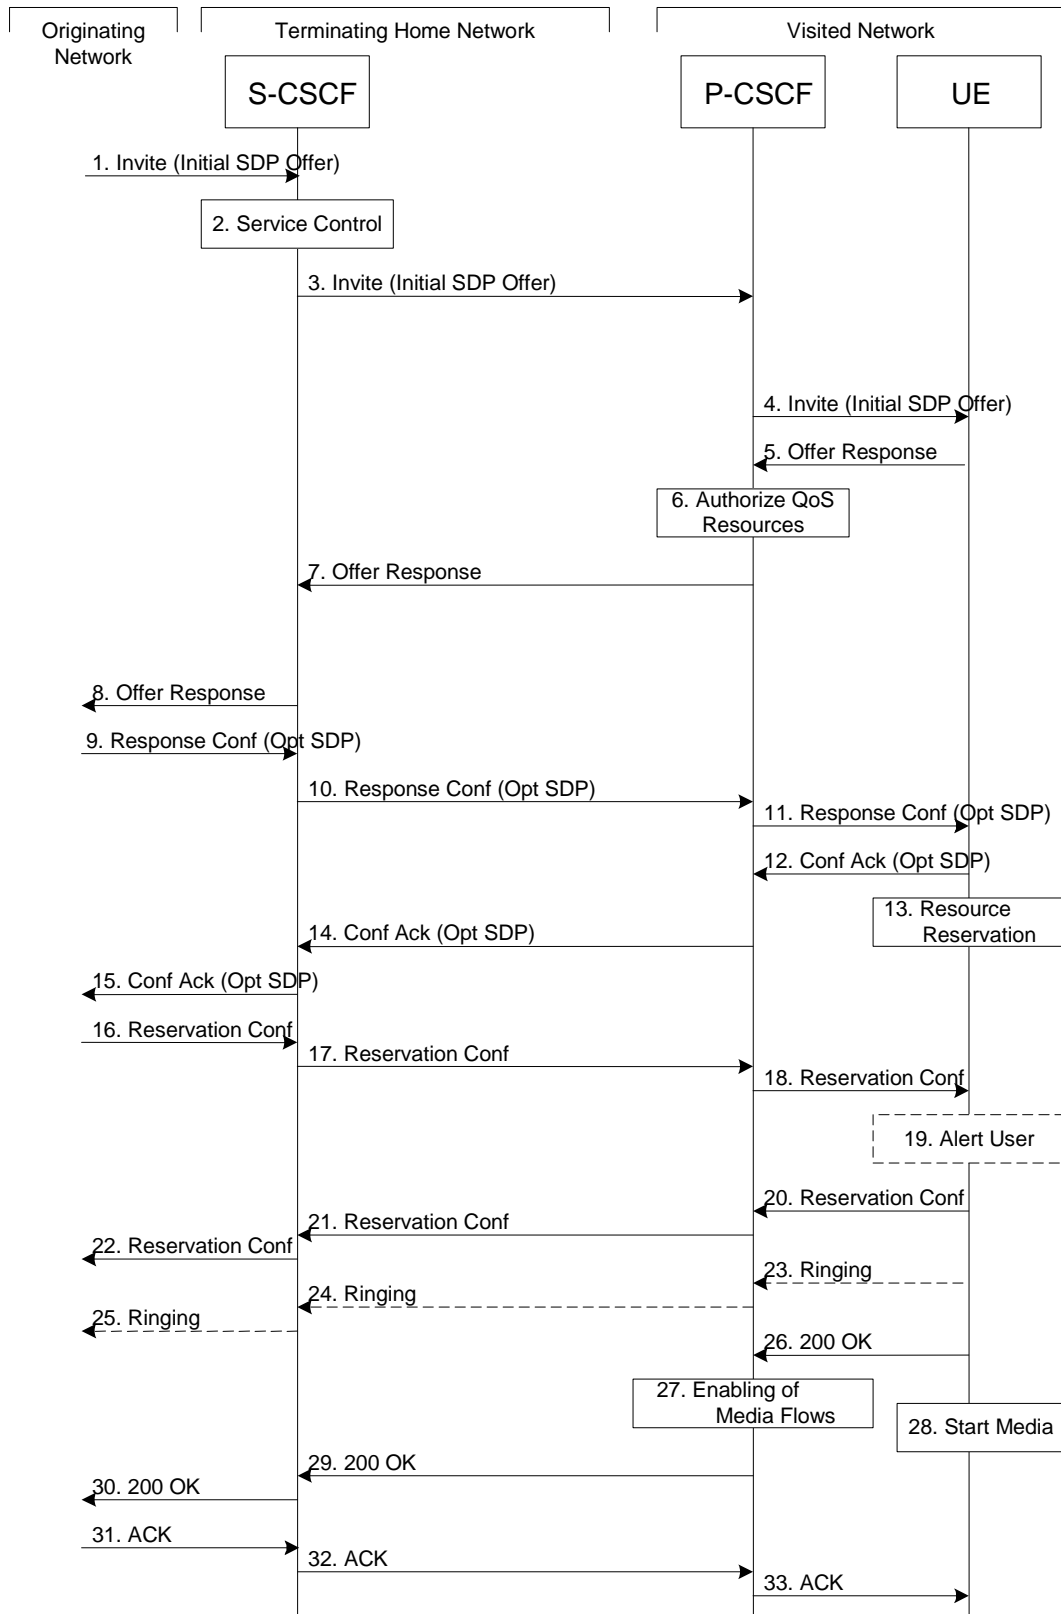 Originating
Network
Terminating Home Network
Visited Network
S-CSCF
P-CSCF
UE
1. Invite (Initial SDP Offer)
2. Service Control
3. Invite (Initial SDP Offer)
4. Invite (Initial SDP Offer)
5. Offer Response
6. Authorize QoS
Resources
7. Offer Response
8. Offer Response
9. Response Conf (Opt SDP)
10. Response Conf (Opt SDP)
11. Response Conf (Opt SDP)
12. Conf Ack (Opt SDP)
13. Resource
Reservation
14. Conf Ack (Opt SDP)
15. Conf Ack (Opt SDP)
16. Reservation Conf
17. Reservation Conf
18. Reservation Conf
19. Alert User
20. Reservation Conf
21. Reservation Conf
22. Reservation Conf
23. Ringing
24. Ringing
25. Ringing
26. 200 OK
27. Enabling of
Media Flows
28. Start Media
29. 200 OK
30. 200 OK
31. ACK
32. ACK
33. ACK